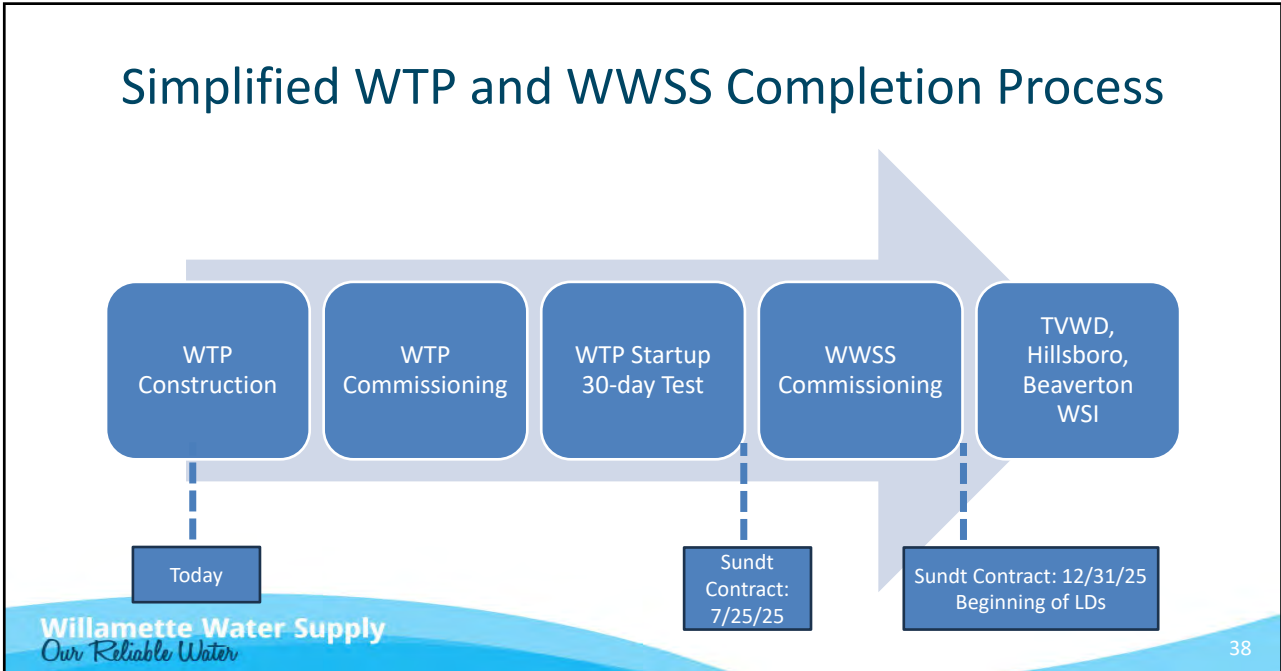 Simplified WTP and WWSS Completion Process
WTP
Construction
WTP
Commissioning
WTP Startup
30-day Test
WWSS
Commissioning
TVWD,
Hillsboro,
Beaverton
WSI
Today
Sundt
Contract:
7/25/25
Sundt Contract: 12/31/25
Beginning of LDs
Willamette Water Supply
Our Reliable Water
38